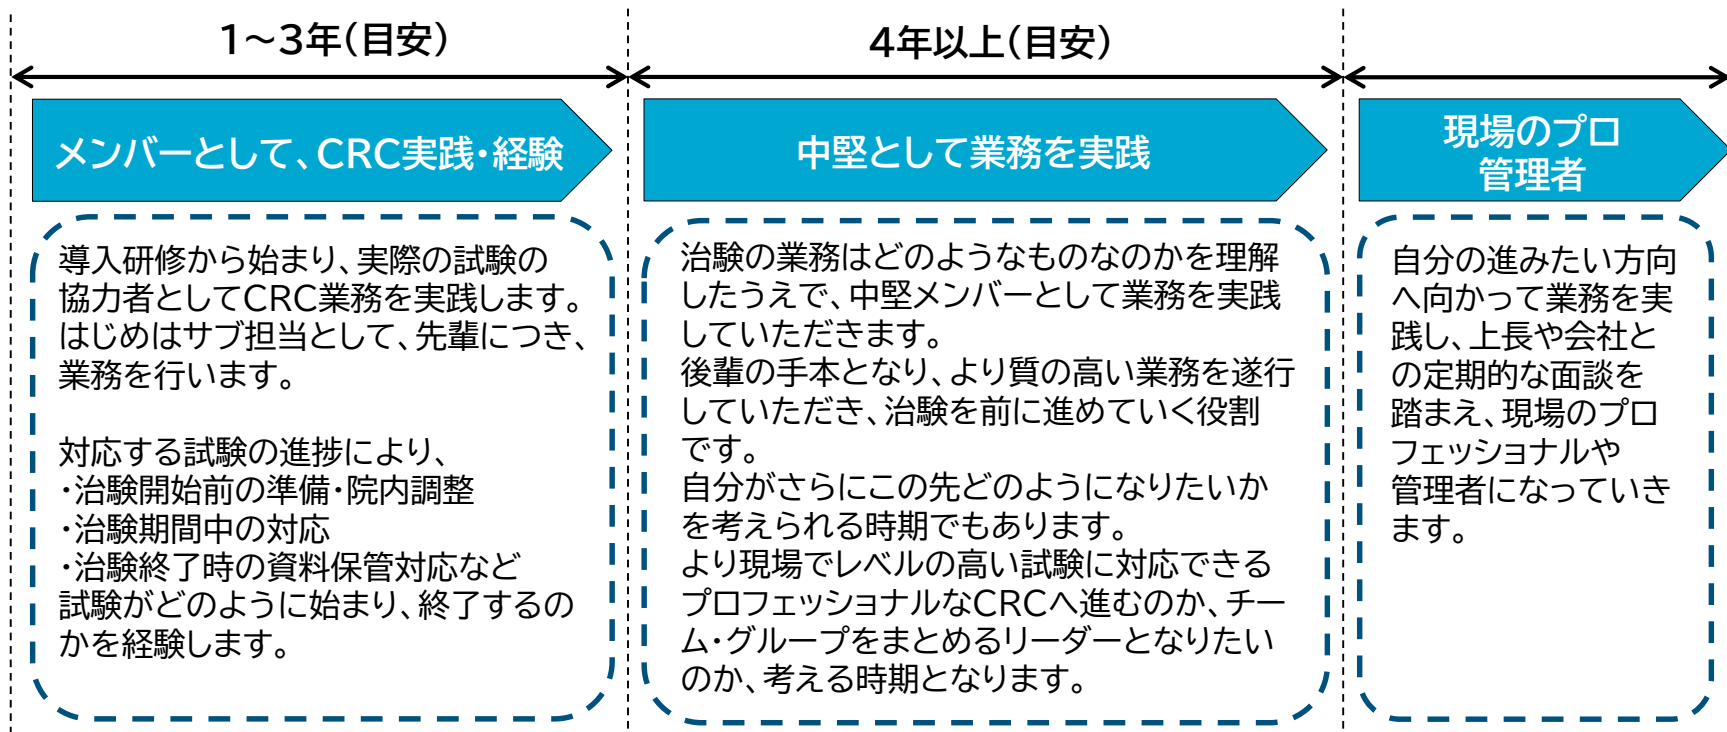 1～3年(目安)
4年以上(目安)
メンバーとして、CRC実践・経験
中堅として業務を実践
現場のプロ
管理者
導入研修から始まり、実際の試験の
協力者としてCRC業務を実践します。
はじめはサブ担当として、先輩につき、
業務を行います。
対応する試験の進捗により、
・治験開始前の準備・院内調整
・治験期間中の対応
・治験終了時の資料保管対応など
試験がどのように始まり、終了するの
かを経験します。
治験の業務はどのようなものなのかを理解
したうえで、中堅メンバーとして業務を実践
していただきます。
後輩の手本となり、より質の高い業務を遂行
していただき、治験を前に進めていく役割
です。
自分がさらにこの先どのようになりたいか
を考えられる時期でもあります。
より現場でレベルの高い試験に対応できる
プロフェッショナルなCRCへ進むのか、チー
ム・グループをまとめるリーダーとなりたい
のか、考える時期となります。
自分の進みたい方向
へ向かって業務を実
践し、上長や会社と
の定期的な面談を
踏まえ、現場のプロ
フェッショナルや
管理者になっていき
ます。